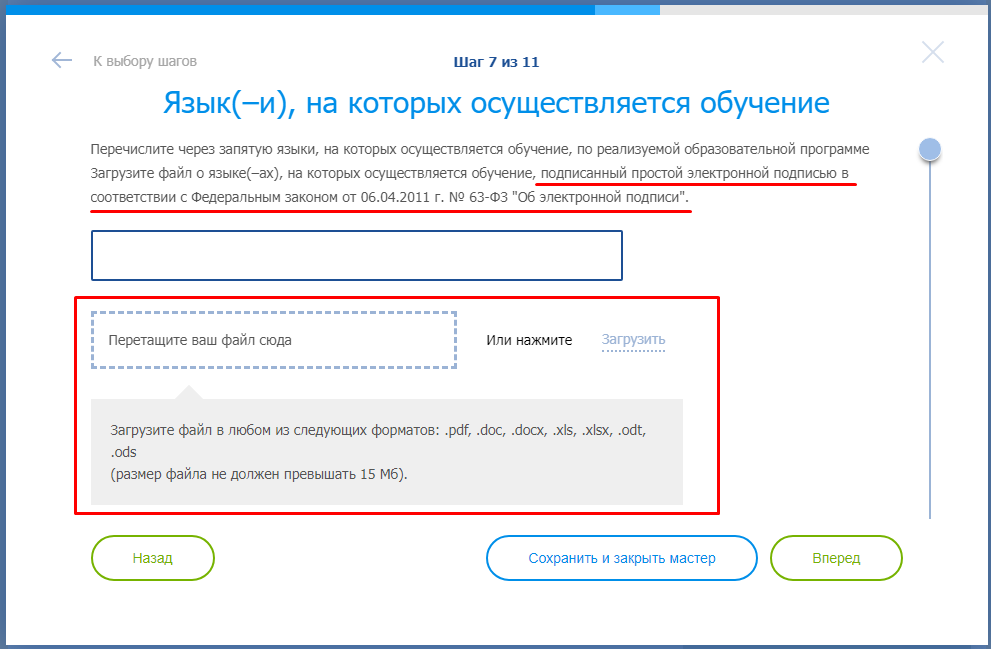 К выбору шагов
Шаг 7 из 11
Язык(–и), на которых осуществляется обучение
Перечислите через запятую языки, на которых осуществляется обучение, по реализуемой образовательной программе
Загрузите файл о языке(–ах), на которых осуществляется обучение, подписанный простой электронной подписью в
соответствии с Федеральным законом от 06.04.2011 г. № 63-ФЗ "Об электронной подписи".
Перетащите ваш файл сюда
Или нажмите
Загрузить
Загрузите файл в любом из следующих форматов: .pdf, .doc, .docx, .xls, .xlsx, .odt,
.ods
(размер файла не должен превышать 15 Мб).
Назад
Сохранить и закрыть мастер
Вперед